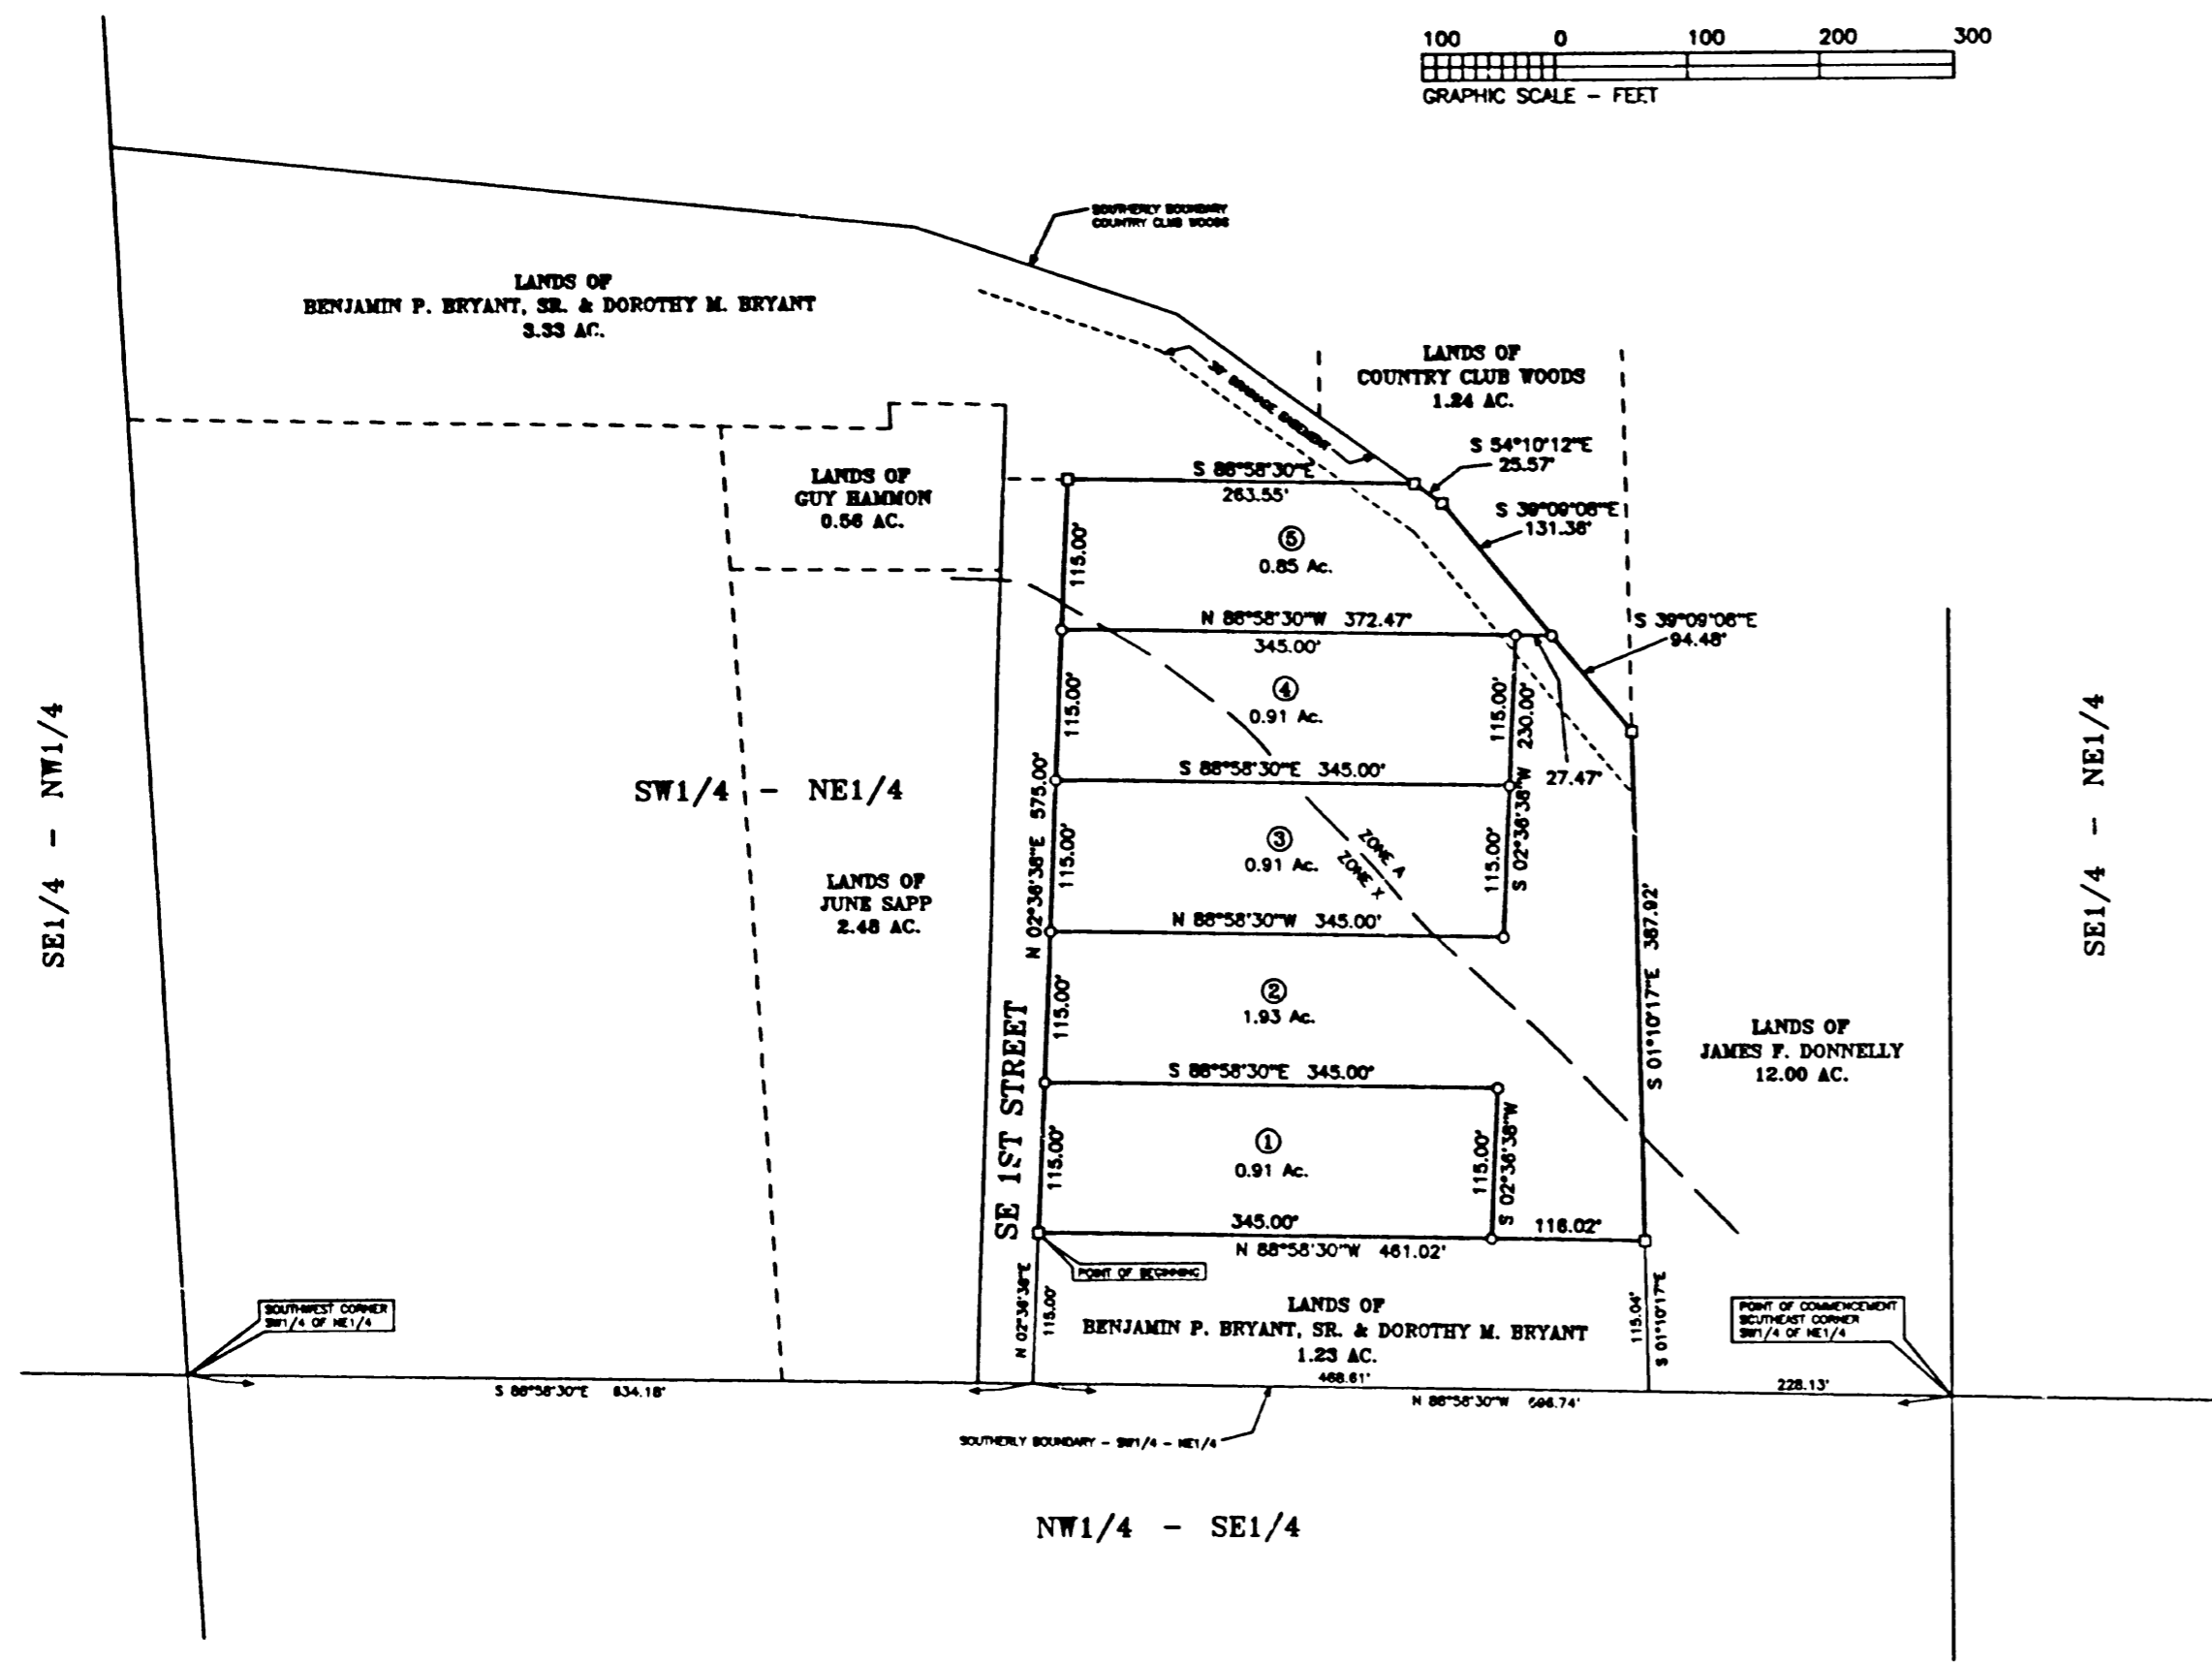 100 0 100 200 300
GRAPHIC SCALE - FEET
SOUTHERLY BOUNDARY
COUNTRY CLUB WOODS
LANDS OF
BENJAMIN P. BRYANT, SR. & DOROTHY M. BRYANT
3.33 AC.
LANDS OF
COUNTRY CLUB WOODS
1.24 AC.
DRAINAGE EASEMENT
S 54°10'12"E
25.57'
S 88°58'30"E
263.55'
LANDS OF
GUY HAMMON
0.56 AC.
S 39°09'08"E
131.38'
5
0.85 Ac.
115.00'
N 88°58'30"W 372.47'
345.00'
S 39°09'08"E
94.48'
4
0.91 Ac.
115.00'
115.00'
230.00'
S 02°36'38"W
27.47'
S 88°58'30"E 345.00'
SE1/4 - NW1/4
SW1/4 - NE1/4
SE1/4 - NE1/4
N 02°36'38"E 575.00'
3
0.91 Ac.
115.00'
115.00'
ZONE A
ZONE X
LANDS OF
JUNE SAPP
2.48 AC.
N 88°58'30"W 345.00'
S 01°10'17"E 387.92'
2
1.93 Ac.
115.00'
LANDS OF
JAMES F. DONNELLY
12.00 AC.
S 88°58'30"E 345.00'
SE 1ST STREET
1
0.91 Ac.
115.00'
115.00'
S 02°36'38"W
345.00'
116.02'
N 88°58'30"W 461.02'
POINT OF BEGINNING
N 02°36'38"E
115.00'
LANDS OF
BENJAMIN P. BRYANT, SR. & DOROTHY M. BRYANT
1.23 AC.
115.04'
S 01°10'17"E
SOUTHWEST CORNER
SW1/4 OF NE1/4
POINT OF COMMENCEMENT
SOUTHEAST CORNER
SW1/4 OF NE1/4
S 88°58'30"E 634.18'
468.61'
228.13'
N 88°58'30"W 696.74'
SOUTHERLY BOUNDARY - SW1/4 - NE1/4
NW1/4 - SE1/4